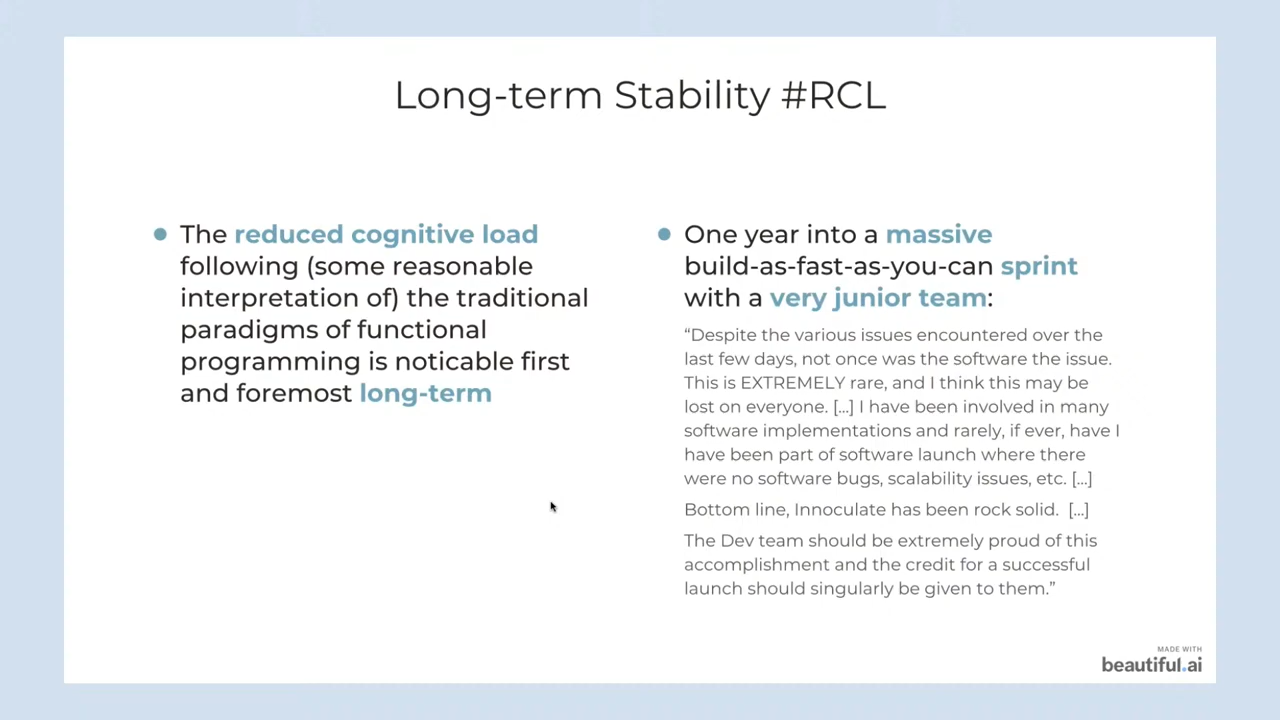 Long-term Stability #RCL
The reduced cognitive load
following (some reasonable
interpretation of) the traditional
paradigms of functional
programming is noticable first
and foremost long-term
One year into a massive
build-as-fast-as-you-can sprint
with a very junior team:
“Despite the various issues encountered over the
last few days, not once was the software the issue.
This is EXTREMELY rare, and I think this may be
lost on everyone. [...] I have been involved in many
software implementations and rarely, if ever, have I
have been part of software launch where there
were no software bugs, scalability issues, etc. [...]
Bottom line, Innoculate has been rock solid.  [...]
The Dev team should be extremely proud of this
accomplishment and the credit for a successful
launch should singularly be given to them.”
MADE WITH
beautiful.ai